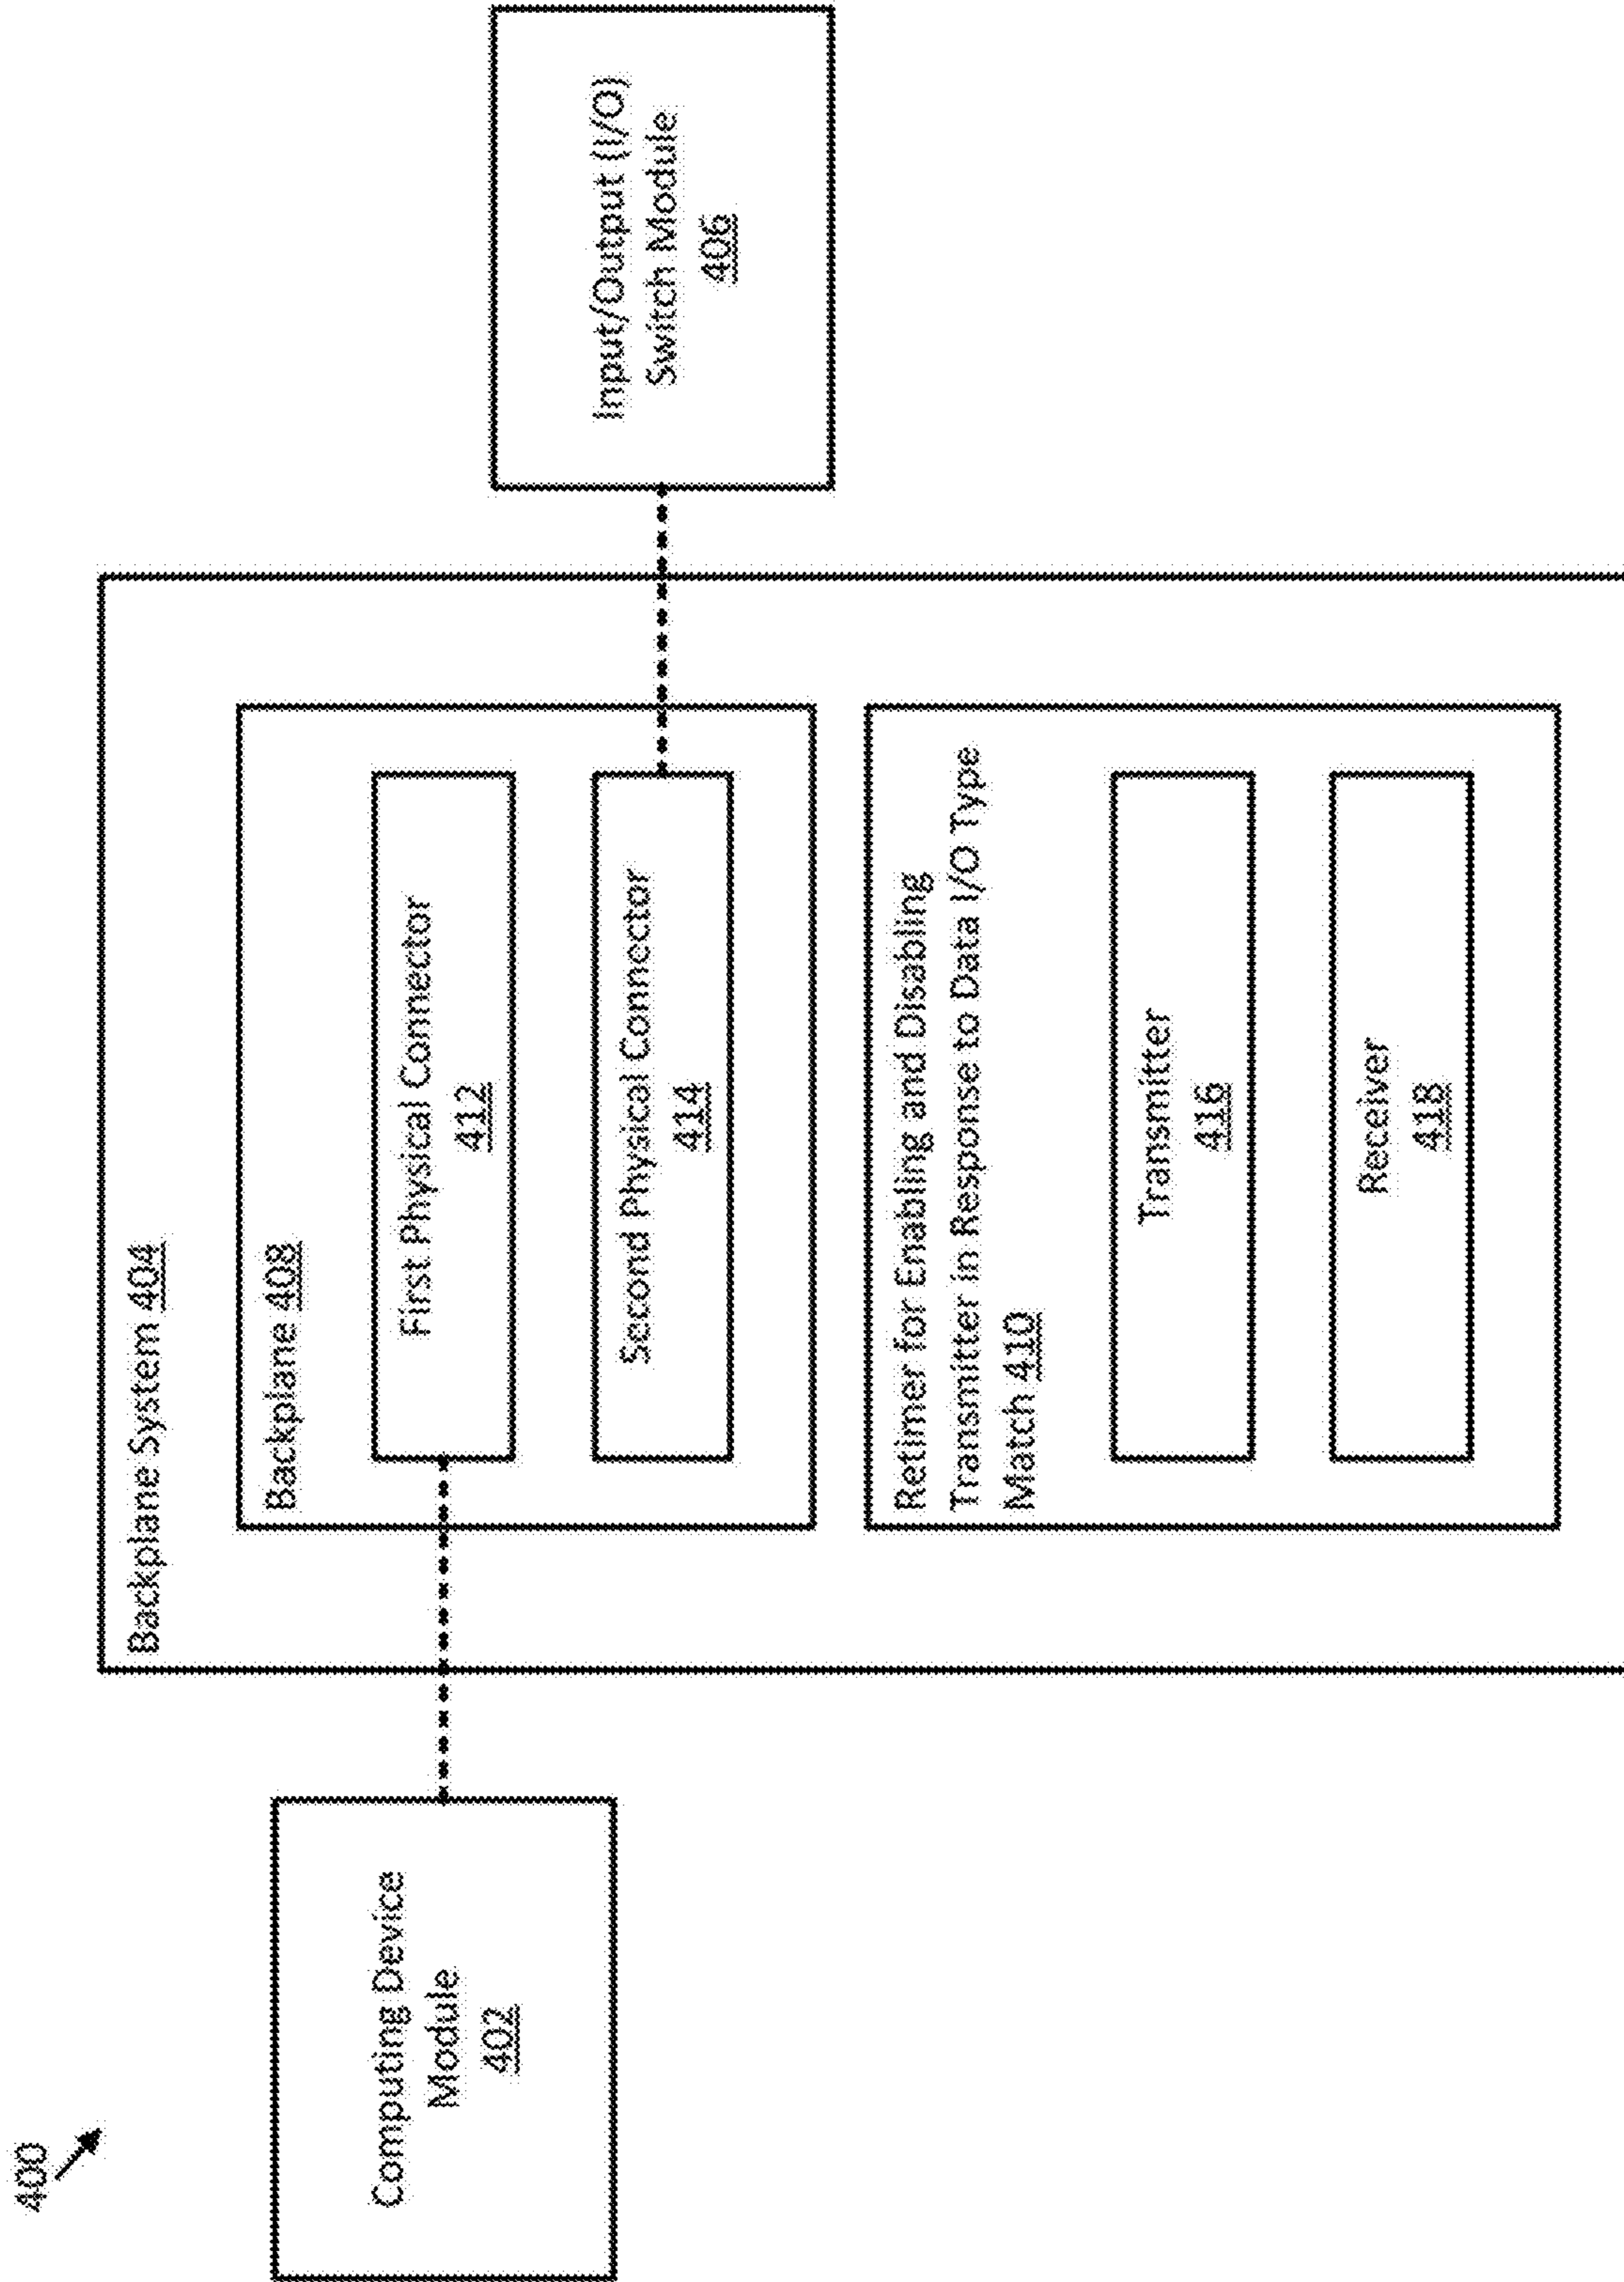 400
Computing Device
Module
402
Backplane System 404
Backplane 408
First Physical Connector
412
Second Physical Connector
414
Retimer for Enabling and Disabling
Transmitter in Response to Data I/O Type
Match 410
Transmitter
416
Receiver
418
Input/Output (I/O)
Switch Module
406